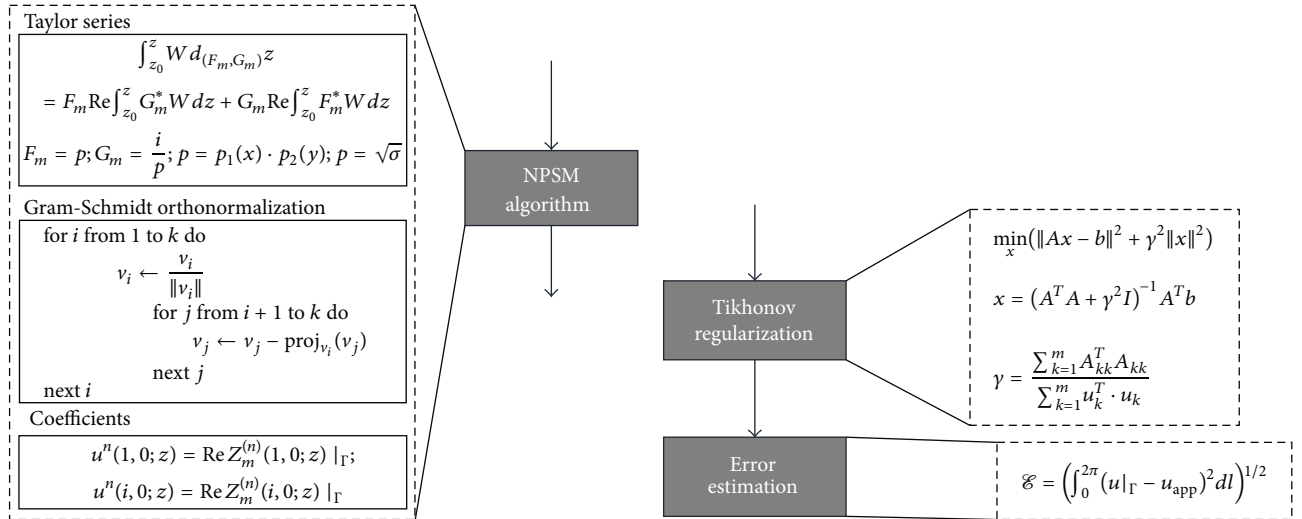 Taylor series
∫_{z_0}^{z} W d_{(F_m,G_m)} z
= F_m Re ∫_{z_0}^{z} G_m^* W dz + G_m Re ∫_{z_0}^{z} F_m^* W dz
F_m = p; G_m = i/p; p = p_1(x) · p_2(y); p = √σ
Gram-Schmidt orthonormalization
for i from 1 to k do
v_i ← v_i/‖v_i‖
for j from i + 1 to k do
v_j ← v_j − proj_{v_i}(v_j)
next j
next i
Coefficients
u^n(1, 0; z) = Re Z_m^{(n)}(1, 0; z) |_Γ;
u^n(i, 0; z) = Re Z_m^{(n)}(i, 0; z) |_Γ
NPSM
algorithm
Tikhonov
regularization
min_x(‖Ax − b‖^2 + γ^2‖x‖^2)
x = (A^T A + γ^2 I)^{−1} A^T b
γ = ∑_{k=1}^{m} A_{kk}^T A_{kk} / ∑_{k=1}^{m} u_k^T · u_k
Error
estimation
ℰ = (∫_0^{2π} (u|_Γ − u_app)^2 dl)^{1/2}